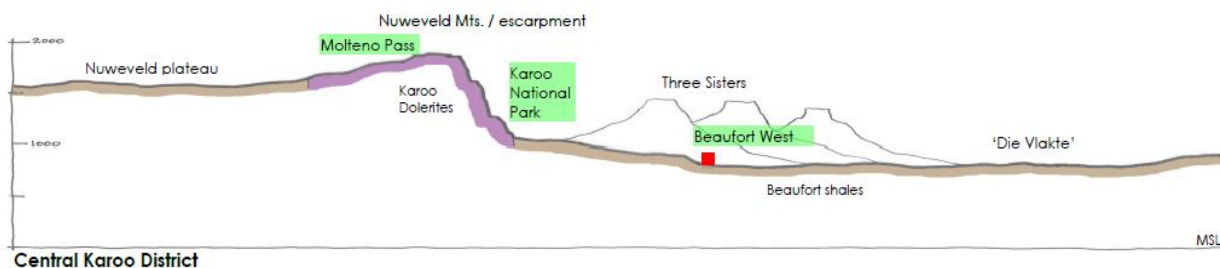 Nuweveld Mts. / escarpment
2000
Molteno Pass
Nuweveld plateau
Karoo
Dolerites
Karoo
National
Park
Three Sisters
Beaufort West
1000
'Die Vlakte'
Beaufort shales
MSL
Central Karoo District